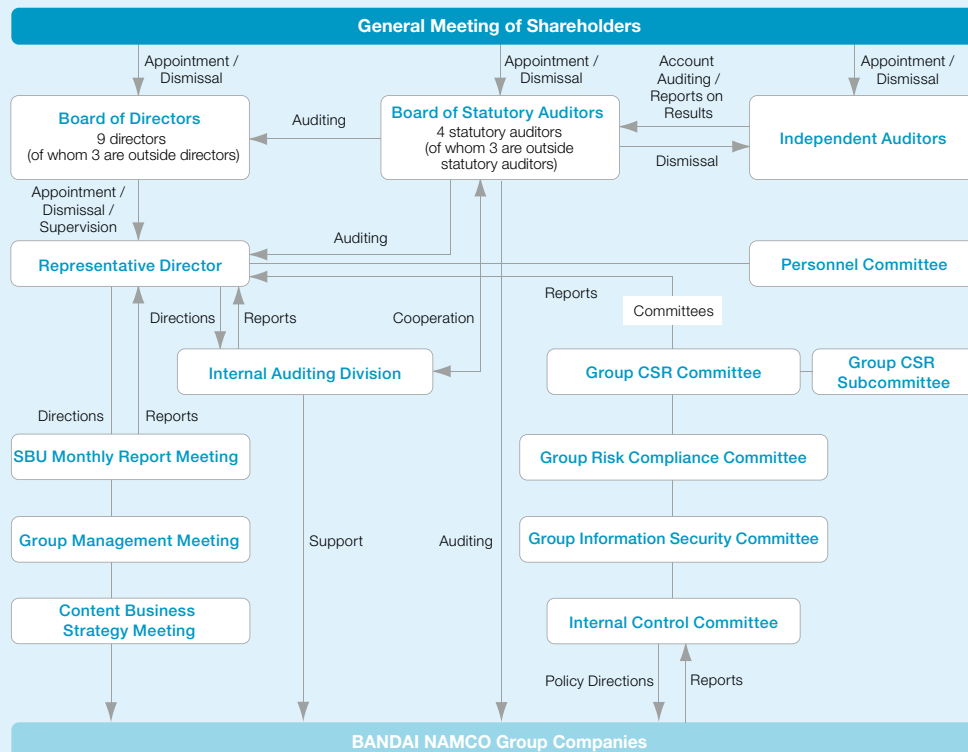 General Meeting of Shareholders
Appointment /
Dismissal
Appointment /
Dismissal
Account
Auditing /
Reports on
Results
Appointment /
Dismissal
Board of Directors
9 directors
(of whom 3 are outside directors)
Auditing
Board of Statutory Auditors
4 statutory auditors
(of whom 3 are outside
statutory auditors)
Dismissal
Independent Auditors
Appointment /
Dismissal /
Supervision
Auditing
Representative Director
Personnel Committee
Reports
Committees
Directions
Reports
Cooperation
Internal Auditing Division
Group CSR Committee
Group CSR
Subcommittee
Directions
Reports
SBU Monthly Report Meeting
Group Risk Compliance Committee
Group Management Meeting
Support
Auditing
Group Information Security Committee
Content Business
Strategy Meeting
Internal Control Committee
Policy Directions
Reports
BANDAI NAMCO Group Companies